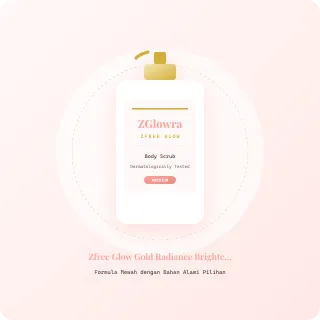 ZGlowra
ZFREE GLOW
Body Scrub
Dermatologically Tested
Zfree Glow Gold Radiance Brighte...
Formula Mewah dengan Bahan Alami Pilihan